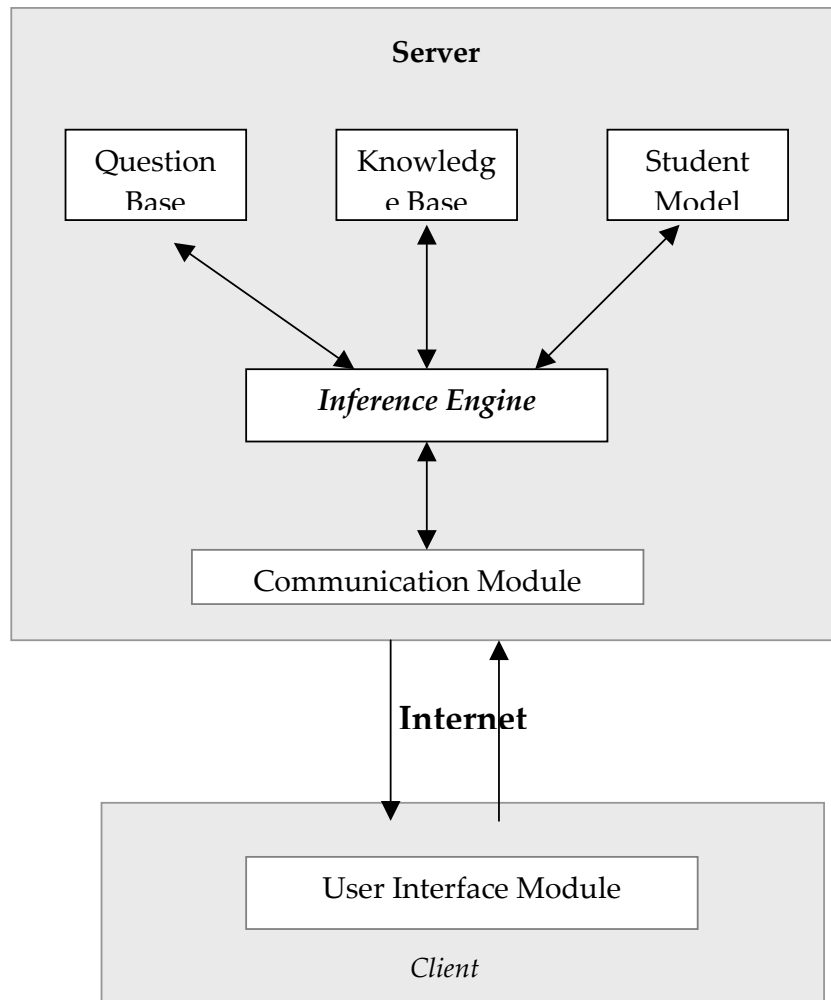 Server
Question
Base
Knowledg
e Base
Student
Model
Inference Engine
Communication Module
Internet
User Interface Module
Client